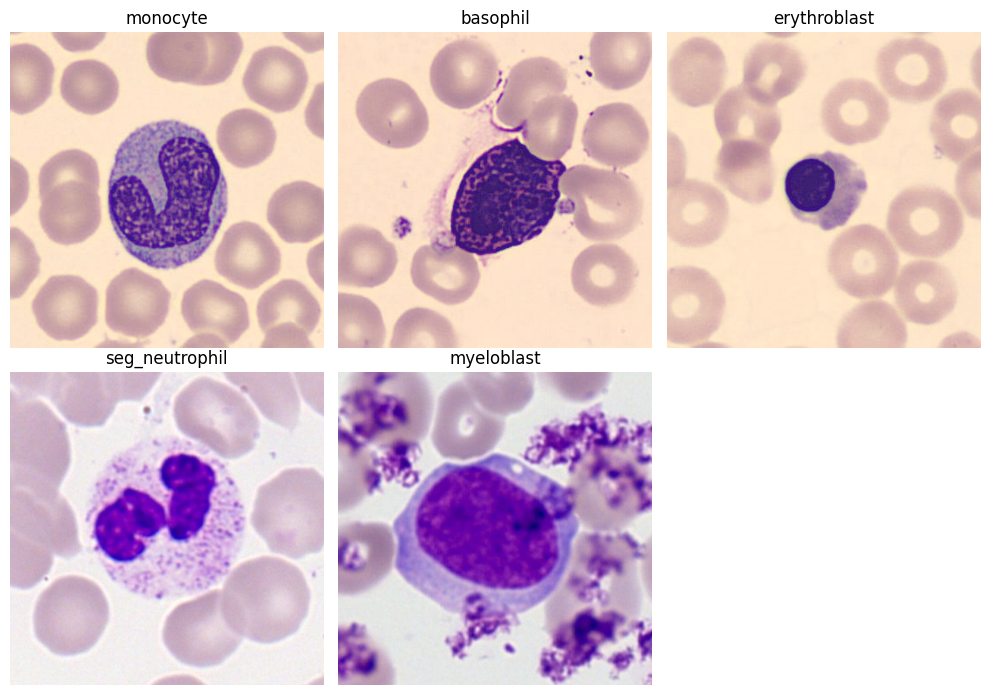 monocyte
basophil
erythroblast
seg_neutrophil
myeloblast